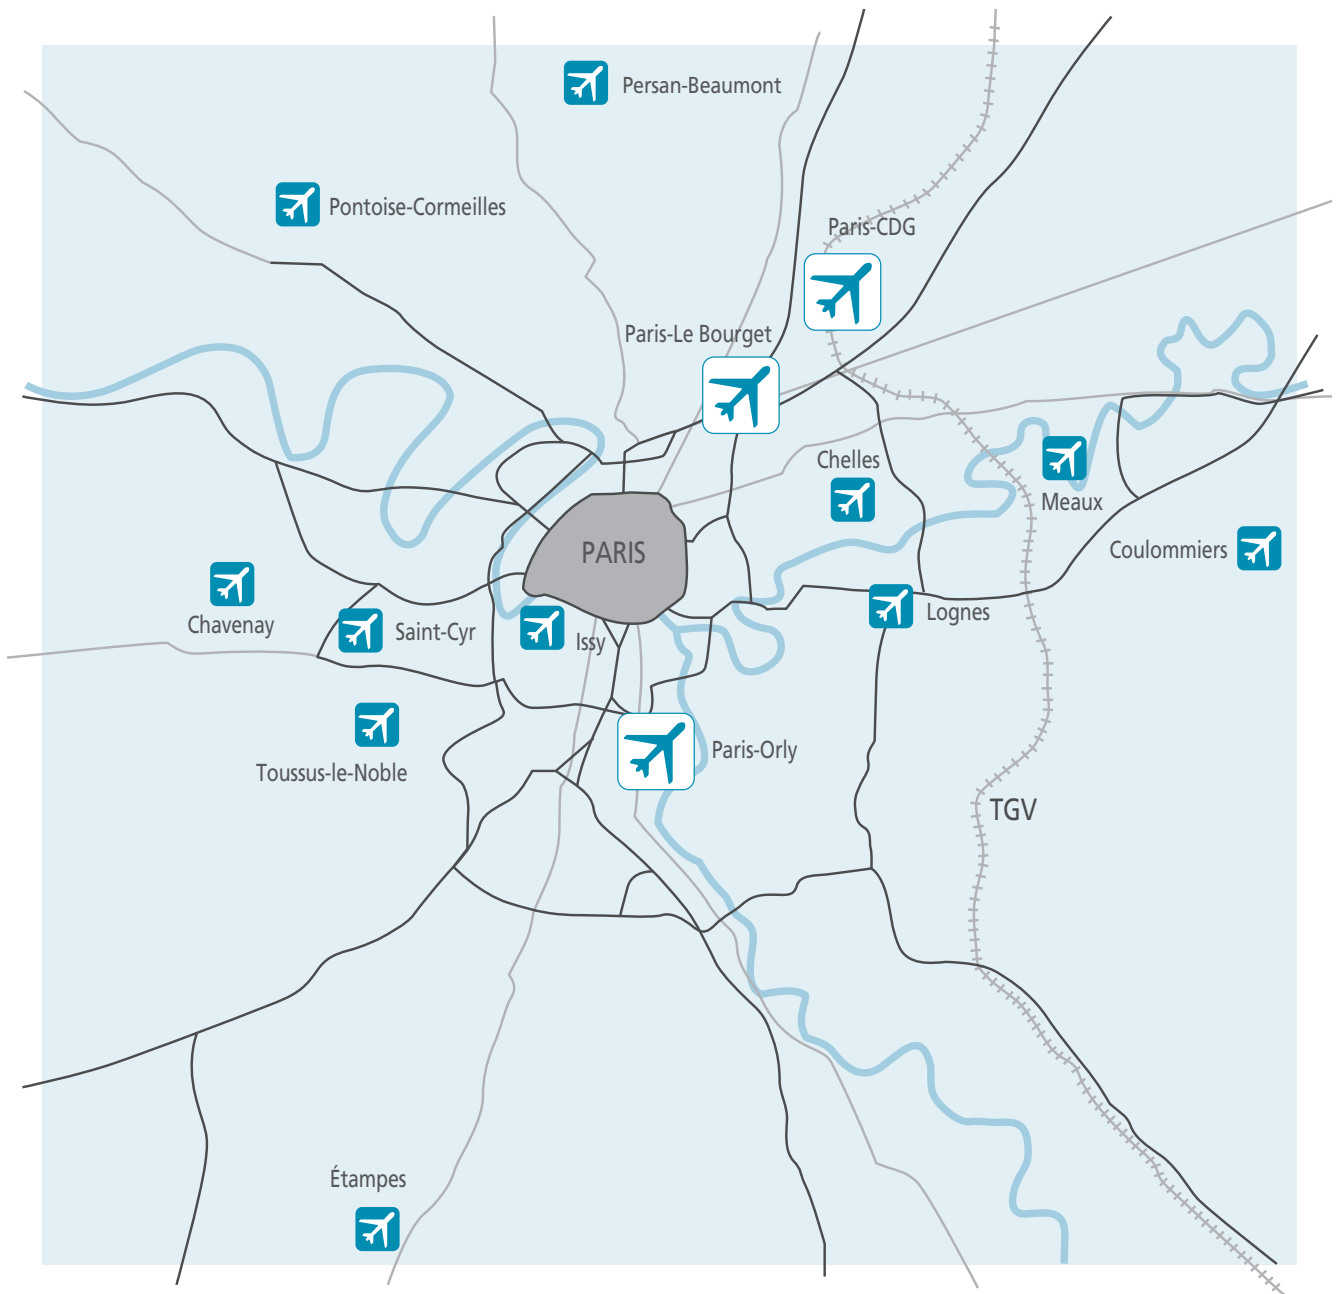 Persan-Beaumont
Pontoise-Cormeilles
Paris-CDG
Paris-Le Bourget
Chelles
Meaux
PARIS
Coulommiers
Chavenay
Saint-Cyr
Issy
Lognes
Toussus-le-Noble
Paris-Orly
TGV
Étampes